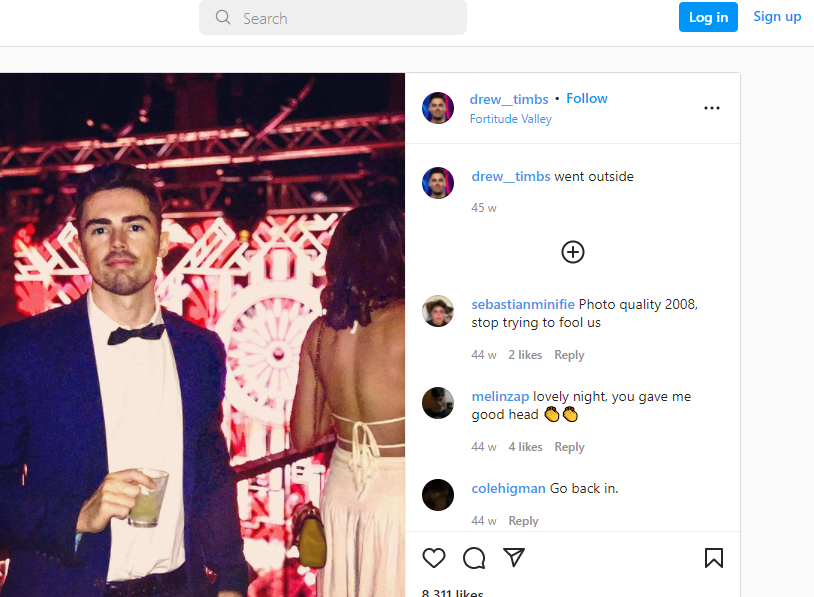 Search
Log in
Sign up
drew__timbs • Follow
Fortitude Valley
drew__timbs went outside
45 w
sebastianminifie Photo quality 2008,
stop trying to fool us
44 w 2 likes Reply
melinzap lovely night, you gave me
good head 👏👏
44 w 4 likes Reply
colehigman Go back in.
44 w Reply
8,311 likes